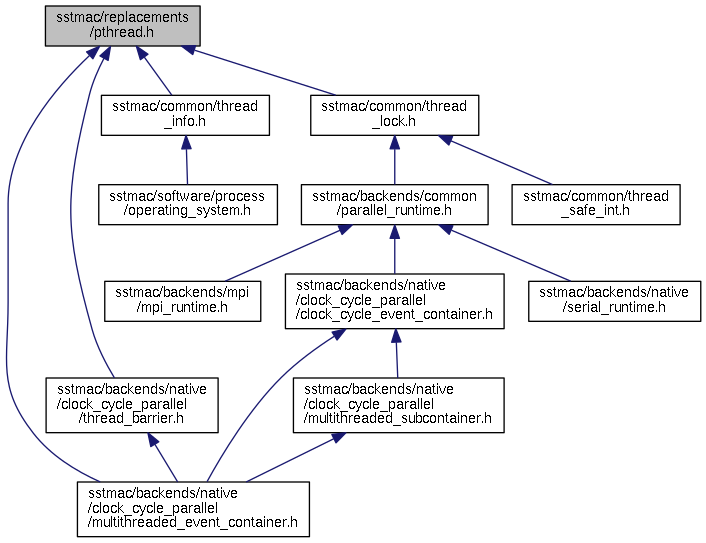 sstmac/replacements
/pthread.h
sstmac/common/thread
_info.h
sstmac/common/thread
_lock.h
sstmac/software/process
/operating_system.h
sstmac/backends/common
/parallel_runtime.h
sstmac/common/thread
_safe_int.h
sstmac/backends/mpi
/mpi_runtime.h
sstmac/backends/native
/clock_cycle_parallel
/clock_cycle_event_container.h
sstmac/backends/native
/serial_runtime.h
sstmac/backends/native
/clock_cycle_parallel
/thread_barrier.h
sstmac/backends/native
/clock_cycle_parallel
/multithreaded_subcontainer.h
sstmac/backends/native
/clock_cycle_parallel
/multithreaded_event_container.h